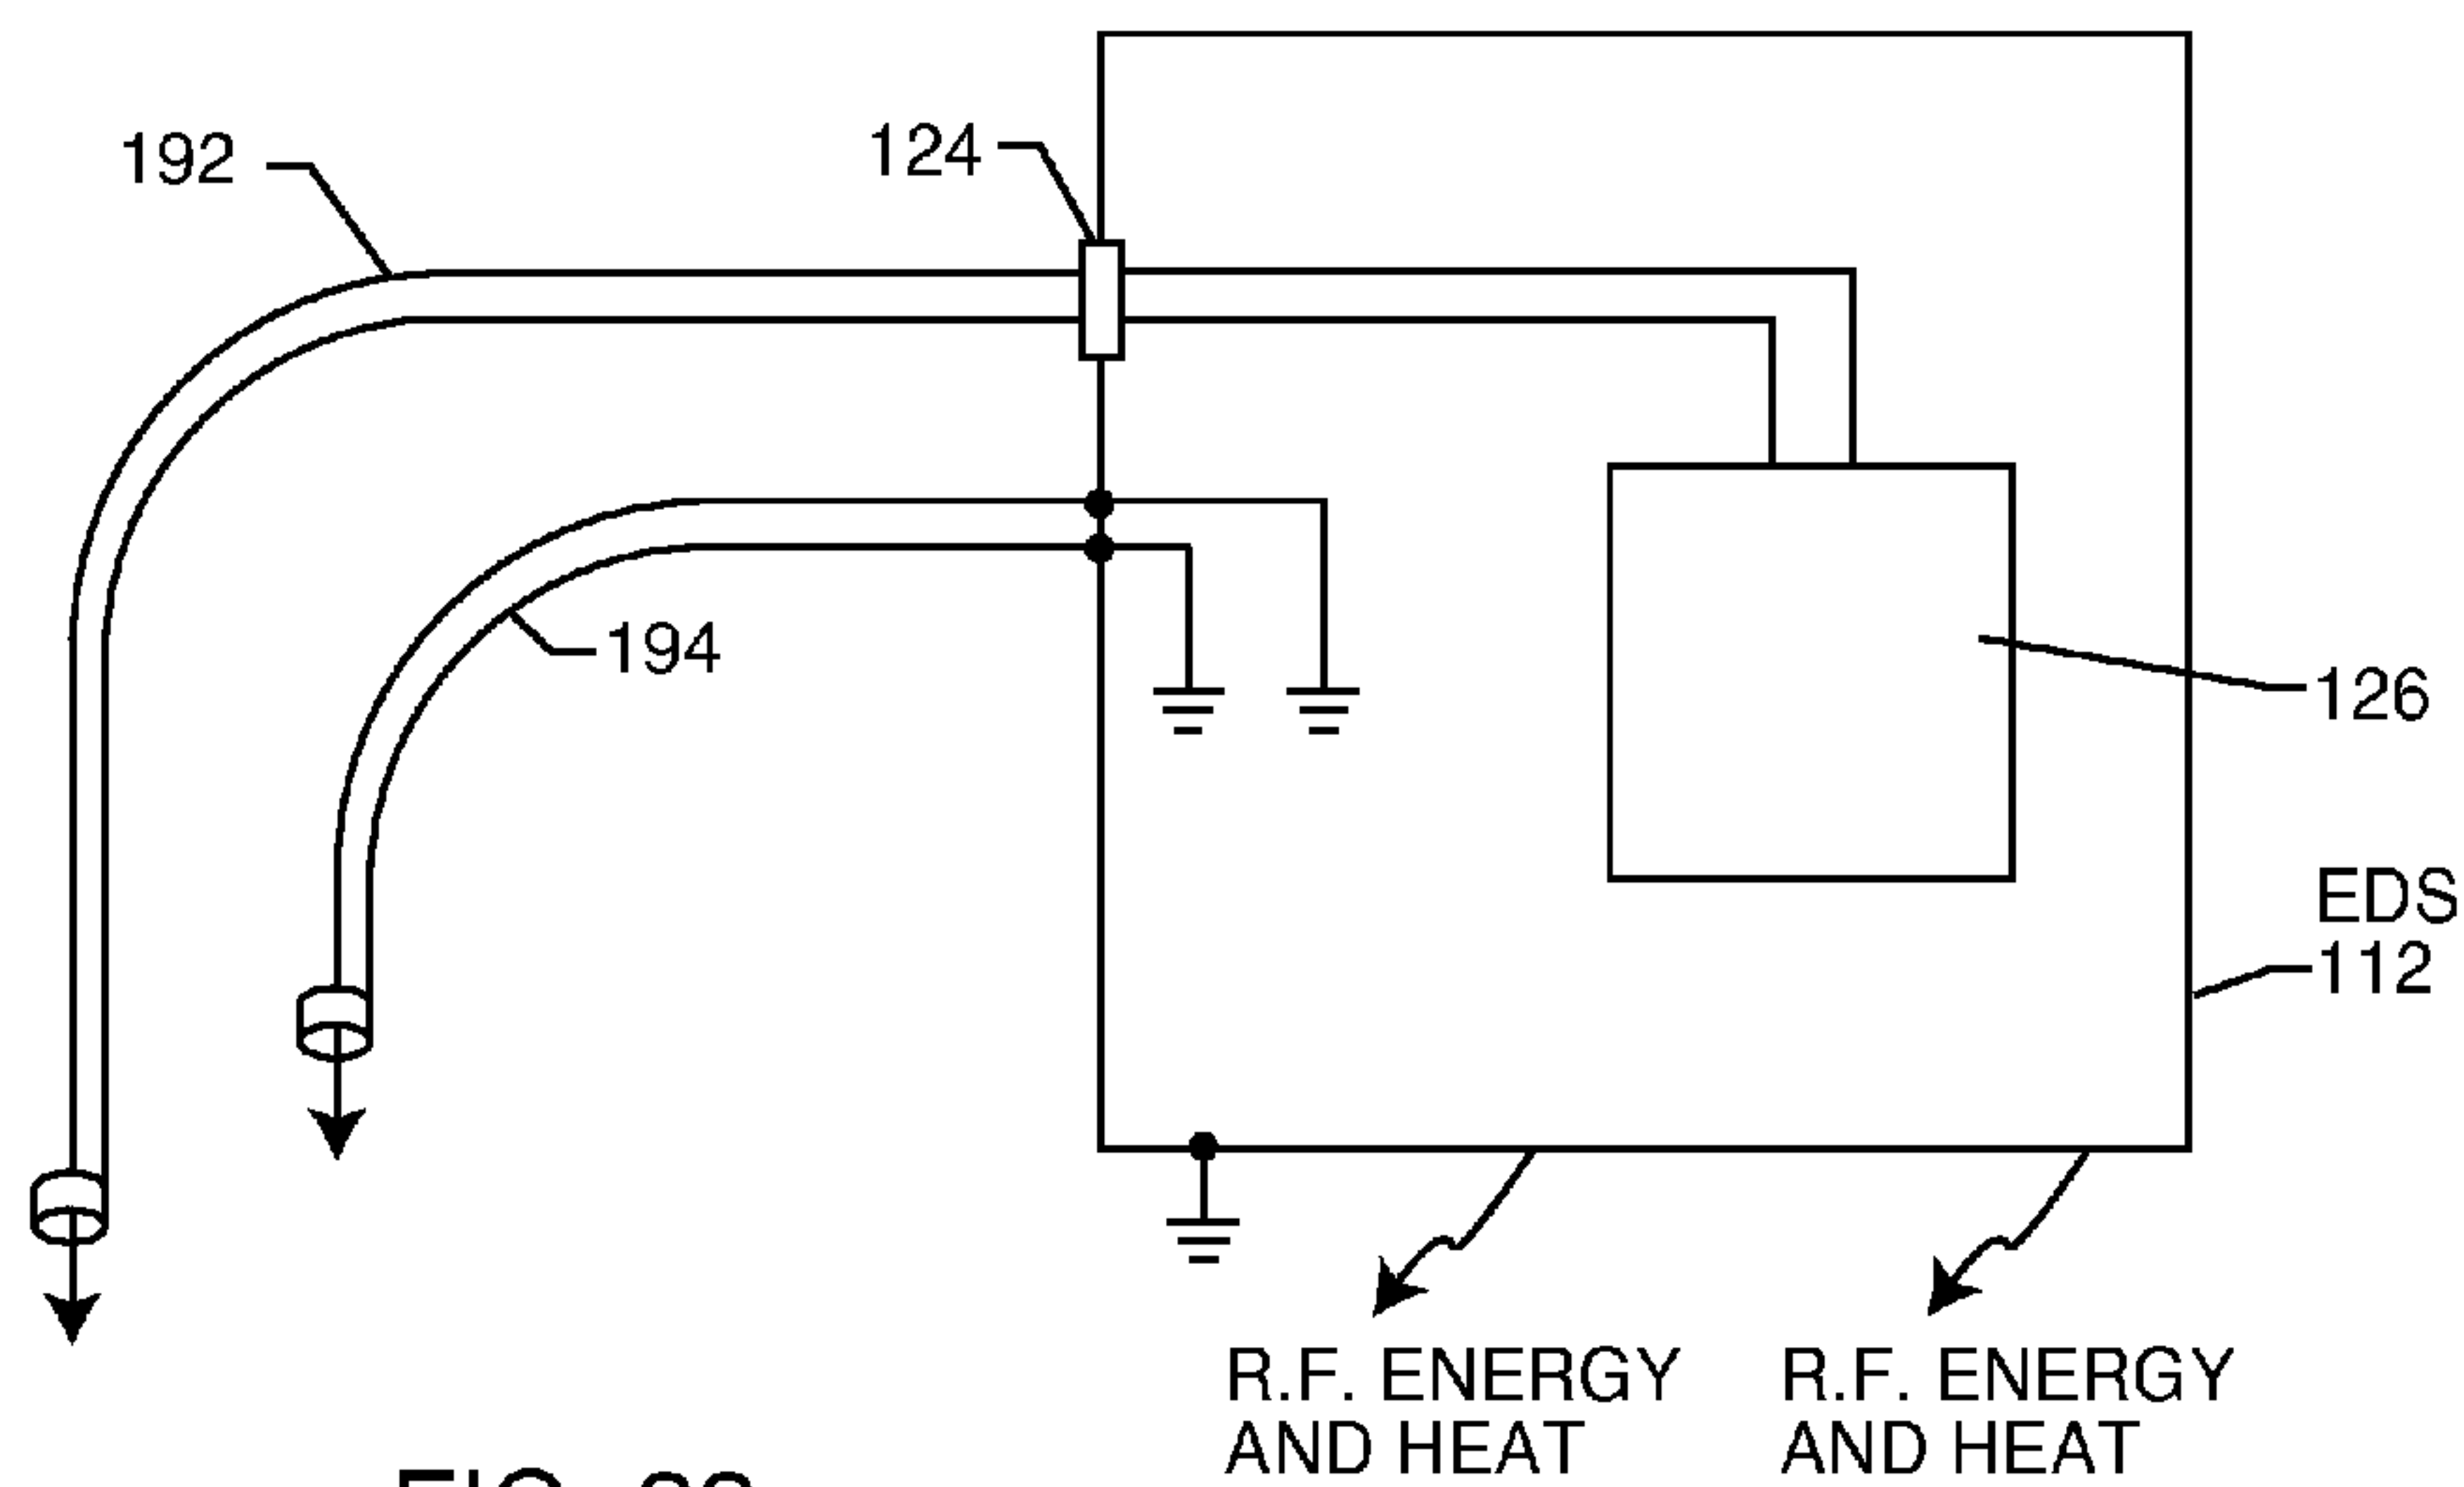 192
124
194
126
EDS
112
R.F. ENERGY
AND HEAT
R.F. ENERGY
AND HEAT